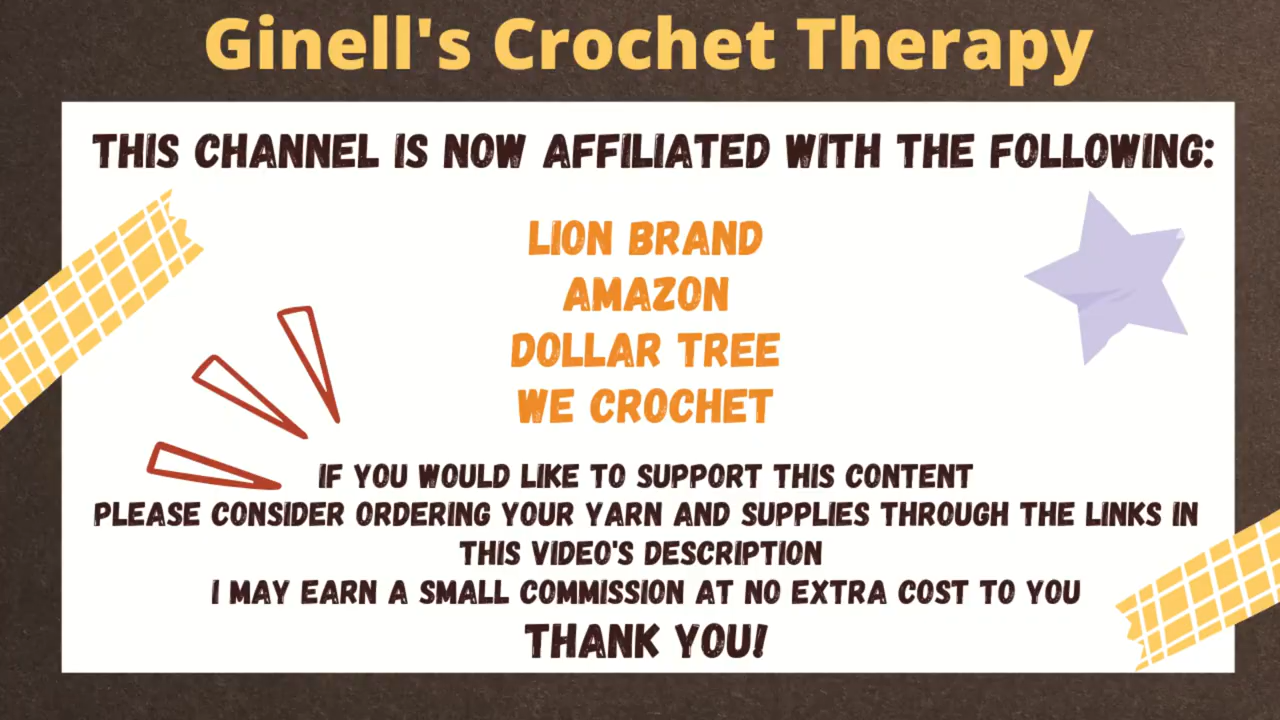 Ginell's Crochet Therapy
THIS CHANNEL IS NOW AFFILIATED WITH THE FOLLOWING:
LION BRAND
AMAZON
DOLLAR TREE
WE CROCHET
IF YOU WOULD LIKE TO SUPPORT THIS CONTENT
PLEASE CONSIDER ORDERING YOUR YARN AND SUPPLIES THROUGH THE LINKS IN
THIS VIDEO'S DESCRIPTION
I MAY EARN A SMALL COMMISSION AT NO EXTRA COST TO YOU
THANK YOU!